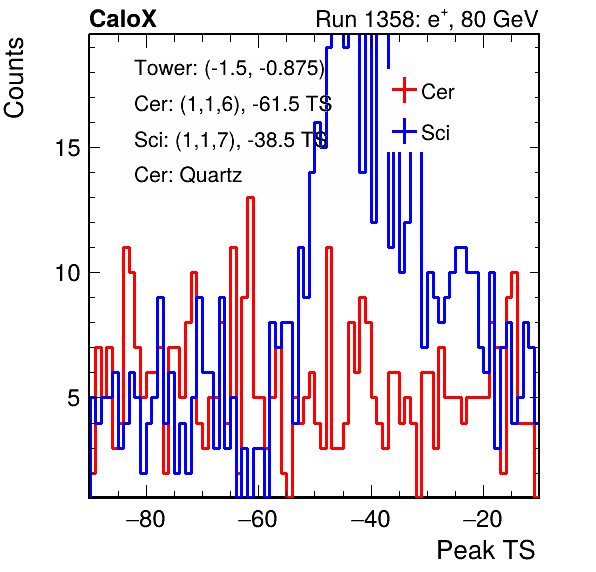 CaloX
Run 1358: e+, 80 GeV
Counts
Tower: (-1.5, -0.875)
Cer: (1,1,6), -61.5 TS
Sci: (1,1,7), -38.5 TS
Cer: Quartz
Cer
Sci
15
10
5
−80
−60
−40
−20
Peak TS